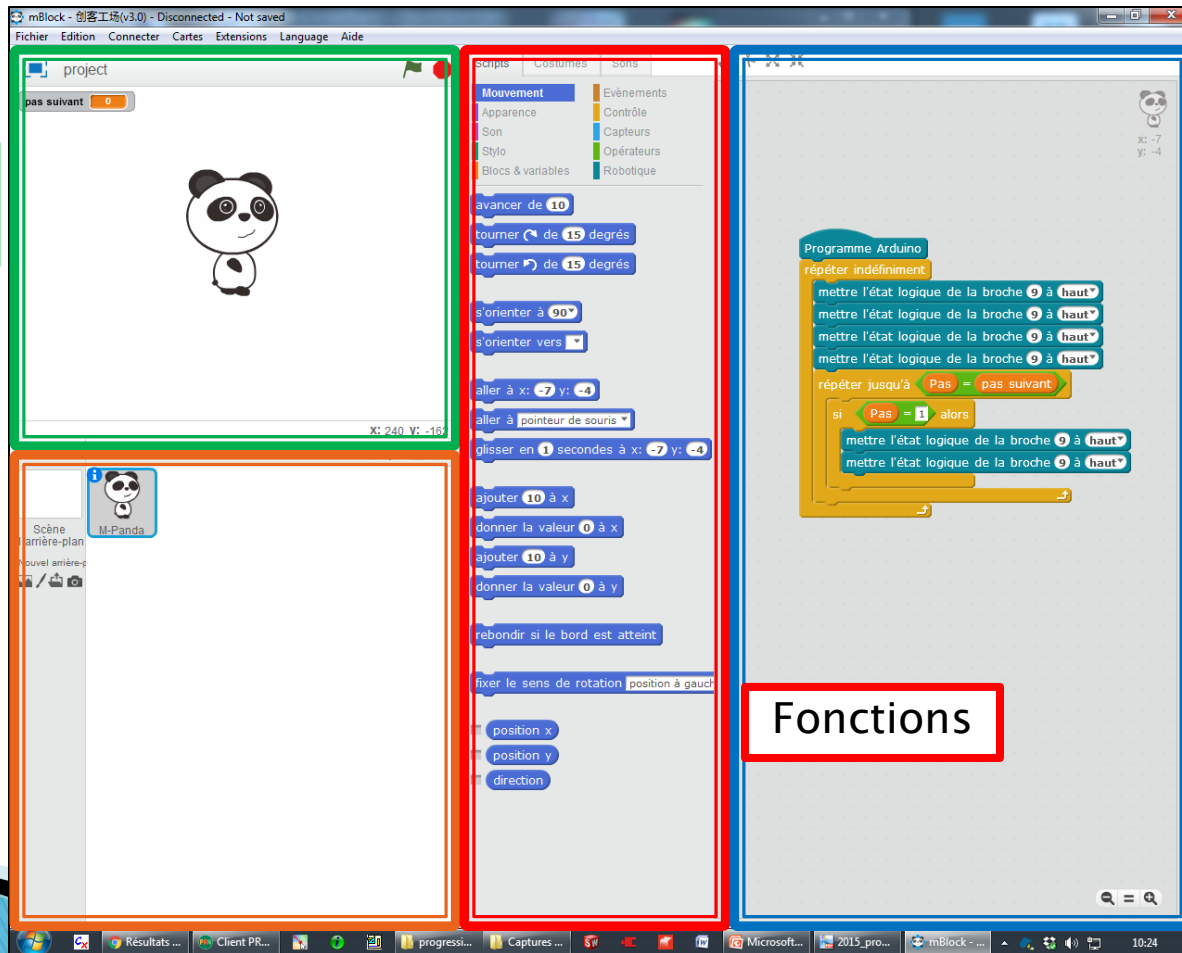 mBlock - 创客工场(v3.0) - Disconnected - Not saved
Fichier Edition Connecter Cartes Extensions Language Aide
project
pas suivant 0
X: 240 Y: -162
Scène
arrière-plan
Nouvel arrière-p
M-Panda
Scripts Costumes Sons
Mouvement Evènements
Apparence Contrôle
Son Capteurs
Stylo Opérateurs
Blocs & variables Robotique
avancer de 10
tourner de 15 degrés
tourner de 15 degrés
s'orienter à 90
s'orienter vers
aller à x: -7 y: -4
aller à pointeur de souris
glisser en 1 secondes à x: -7 y: -4
ajouter 10 à x
donner la valeur 0 à x
ajouter 10 à y
donner la valeur 0 à y
rebondir si le bord est atteint
fixer le sens de rotation position à gauch
position x
position y
direction
x: -7
y: -4
Programme Arduino
répéter indéfiniment
mettre l'état logique de la broche 9 à haut
mettre l'état logique de la broche 9 à haut
mettre l'état logique de la broche 9 à haut
mettre l'état logique de la broche 9 à haut
répéter jusqu'à Pas = pas suivant
si Pas = 1 alors
mettre l'état logique de la broche 9 à haut
mettre l'état logique de la broche 9 à haut
Fonctions
Résultats ... Client PR... progressi... Captures ... Microsoft... 2015_pro... mBlock - ... 10:24